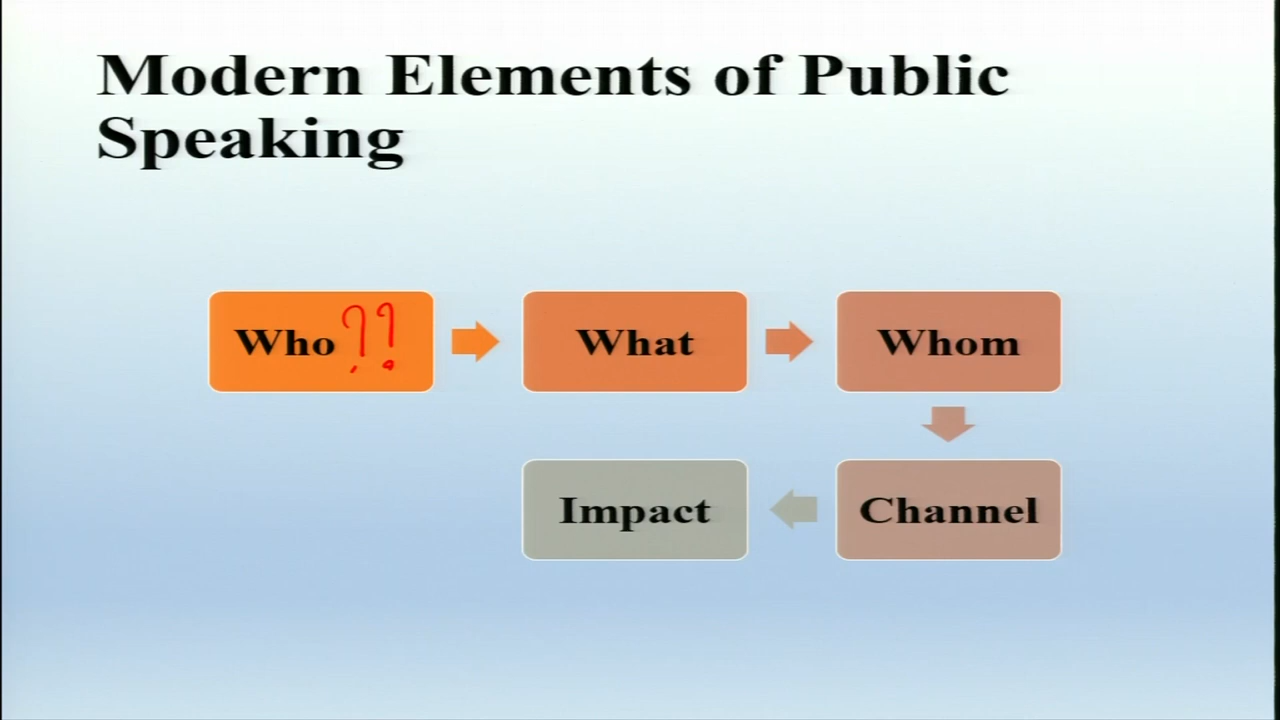 Modern Elements of Public
Speaking
Who ??
What
Whom
Channel
Impact